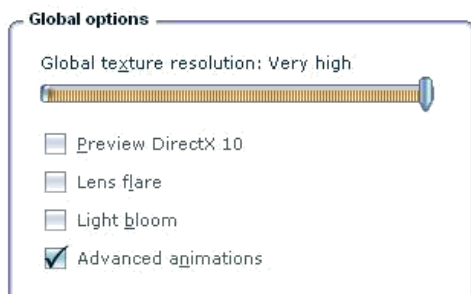 Global options
Global texture resolution: Very high
Preview DirectX 10
Lens flare
Light bloom
Advanced animations